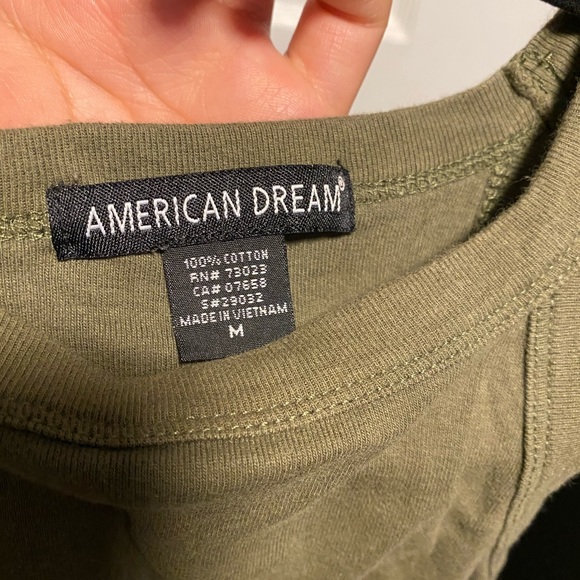 AMERICAN DREAM®
100% COTTON
RN# 73023
CA# 07658
S#29032
MADE IN VIETNAM
M